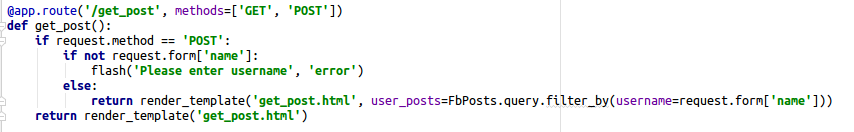 @app.route('/get_post', methods=['GET', 'POST'])
def get_post():
    if request.method == 'POST':
        if not request.form['name']:
            flash('Please enter username', 'error')
        else:
            return render_template('get_post.html', user_posts=FbPosts.query.filter_by(username=request.form['name']))
    return render_template('get_post.html')